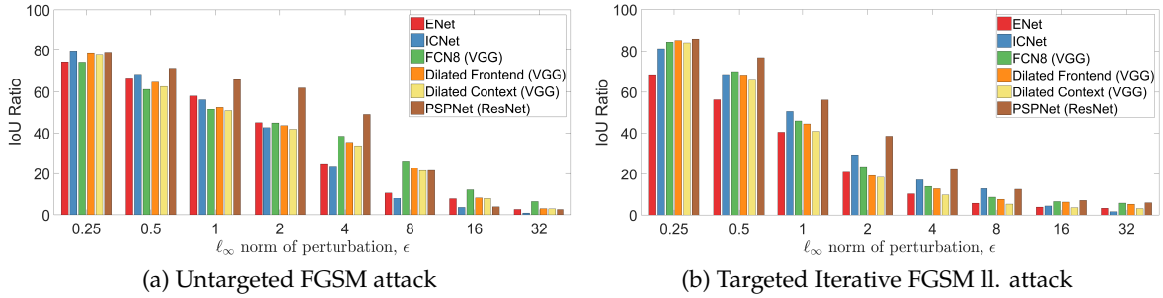 100
80
60
40
20
0
IoU Ratio
ENet
ICNet
FCN8 (VGG)
Dilated Frontend (VGG)
Dilated Context (VGG)
PSPNet (ResNet)
0.25 0.5 1 2 4 8 16 32
ℓ∞ norm of perturbation, ϵ
(a) Untargeted FGSM attack
100
80
60
40
20
0
IoU Ratio
ENet
ICNet
FCN8 (VGG)
Dilated Frontend (VGG)
Dilated Context (VGG)
PSPNet (ResNet)
0.25 0.5 1 2 4 8 16 32
ℓ∞ norm of perturbation, ϵ
(b) Targeted Iterative FGSM ll. attack